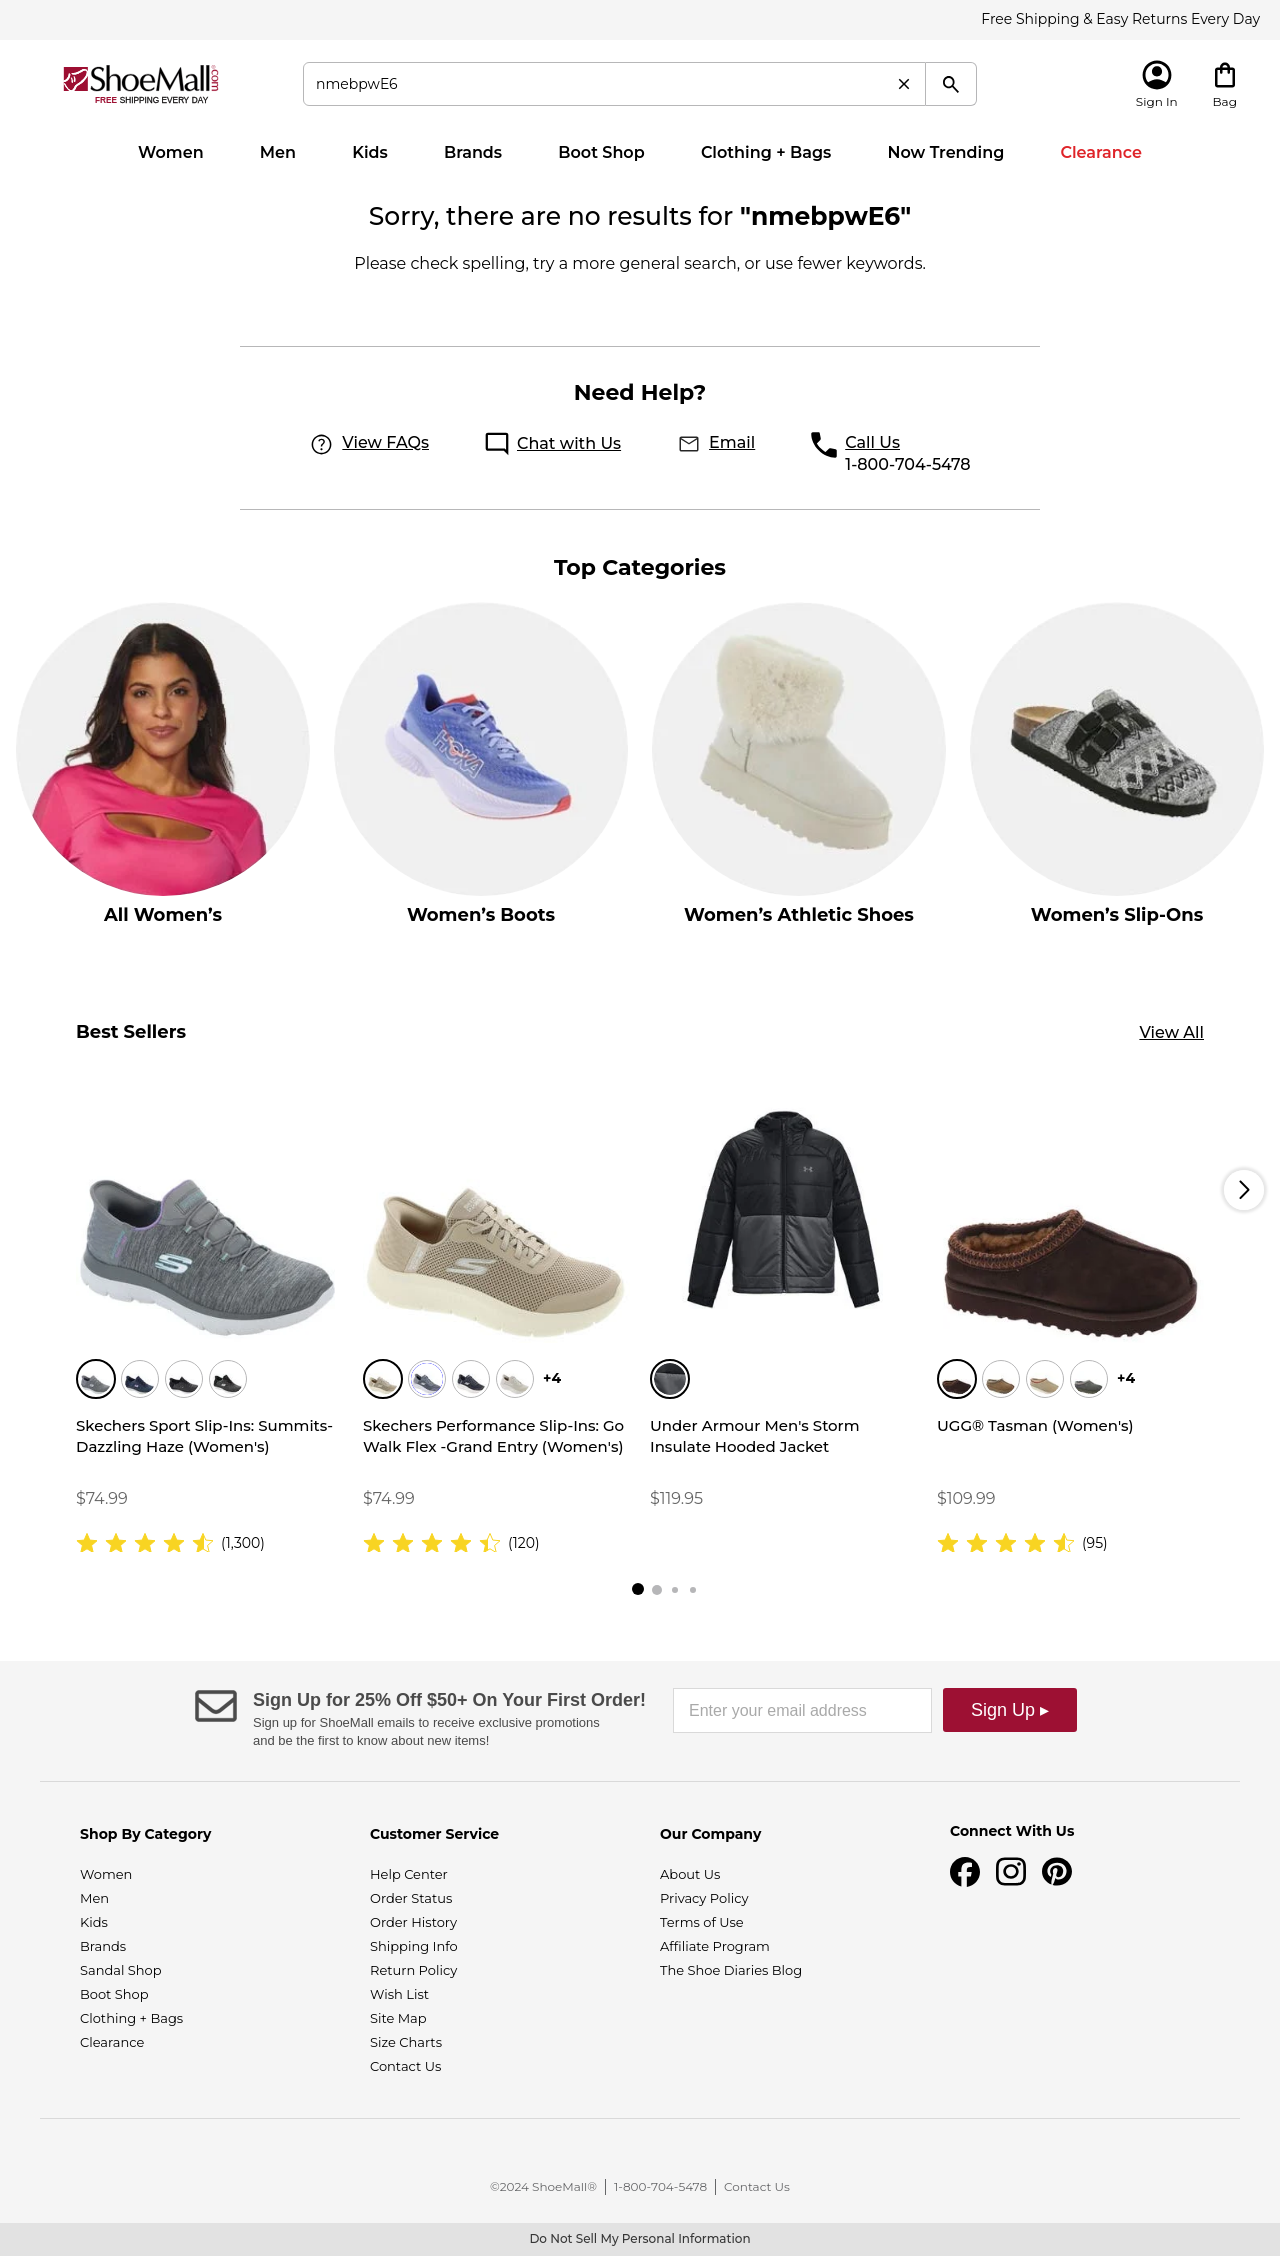 Free Shipping & Easy Returns Every Day
ShoeMall.com®
FREE SHIPPING EVERY DAY
nmebpwE6
Sign In
Bag
Women Men Kids Brands Boot Shop Clothing + Bags Now Trending Clearance
Sorry, there are no results for "nmebpwE6"
Please check spelling, try a more general search, or use fewer keywords.
Need Help?
View FAQs Chat with Us Email Call Us
1-800-704-5478
Top Categories
HOKA
All Women’s Women’s Boots Women’s Athletic Shoes Women’s Slip-Ons
Best Sellers View All
+4 +4
Skechers Sport Slip-Ins: Summits-
Dazzling Haze (Women's)
$74.99
(1,300)
Skechers Performance Slip-Ins: Go
Walk Flex -Grand Entry (Women's)
$74.99
(120)
Under Armour Men's Storm
Insulate Hooded Jacket
$119.95
UGG® Tasman (Women's)
$109.99
(95)
Sign Up for 25% Off $50+ On Your First Order!
Sign up for ShoeMall emails to receive exclusive promotions
and be the first to know about new items!
Enter your email address
Sign Up ▸
Shop By Category
Women
Men
Kids
Brands
Sandal Shop
Boot Shop
Clothing + Bags
Clearance
Customer Service
Help Center
Order Status
Order History
Shipping Info
Return Policy
Wish List
Site Map
Size Charts
Contact Us
Our Company
About Us
Privacy Policy
Terms of Use
Affiliate Program
The Shoe Diaries Blog
Connect With Us
©2024 ShoeMall® | 1-800-704-5478 | Contact Us
Do Not Sell My Personal Information